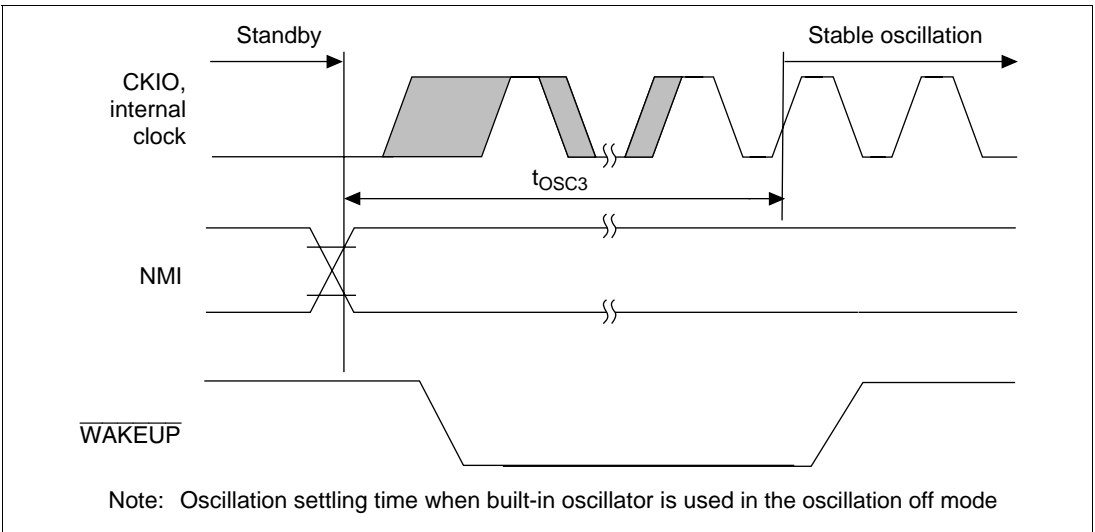 Standby
Stable oscillation
CKIO,
internal
clock
tOSC3
NMI
WAKEUP
Note: Oscillation settling time when built-in oscillator is used in the oscillation off mode